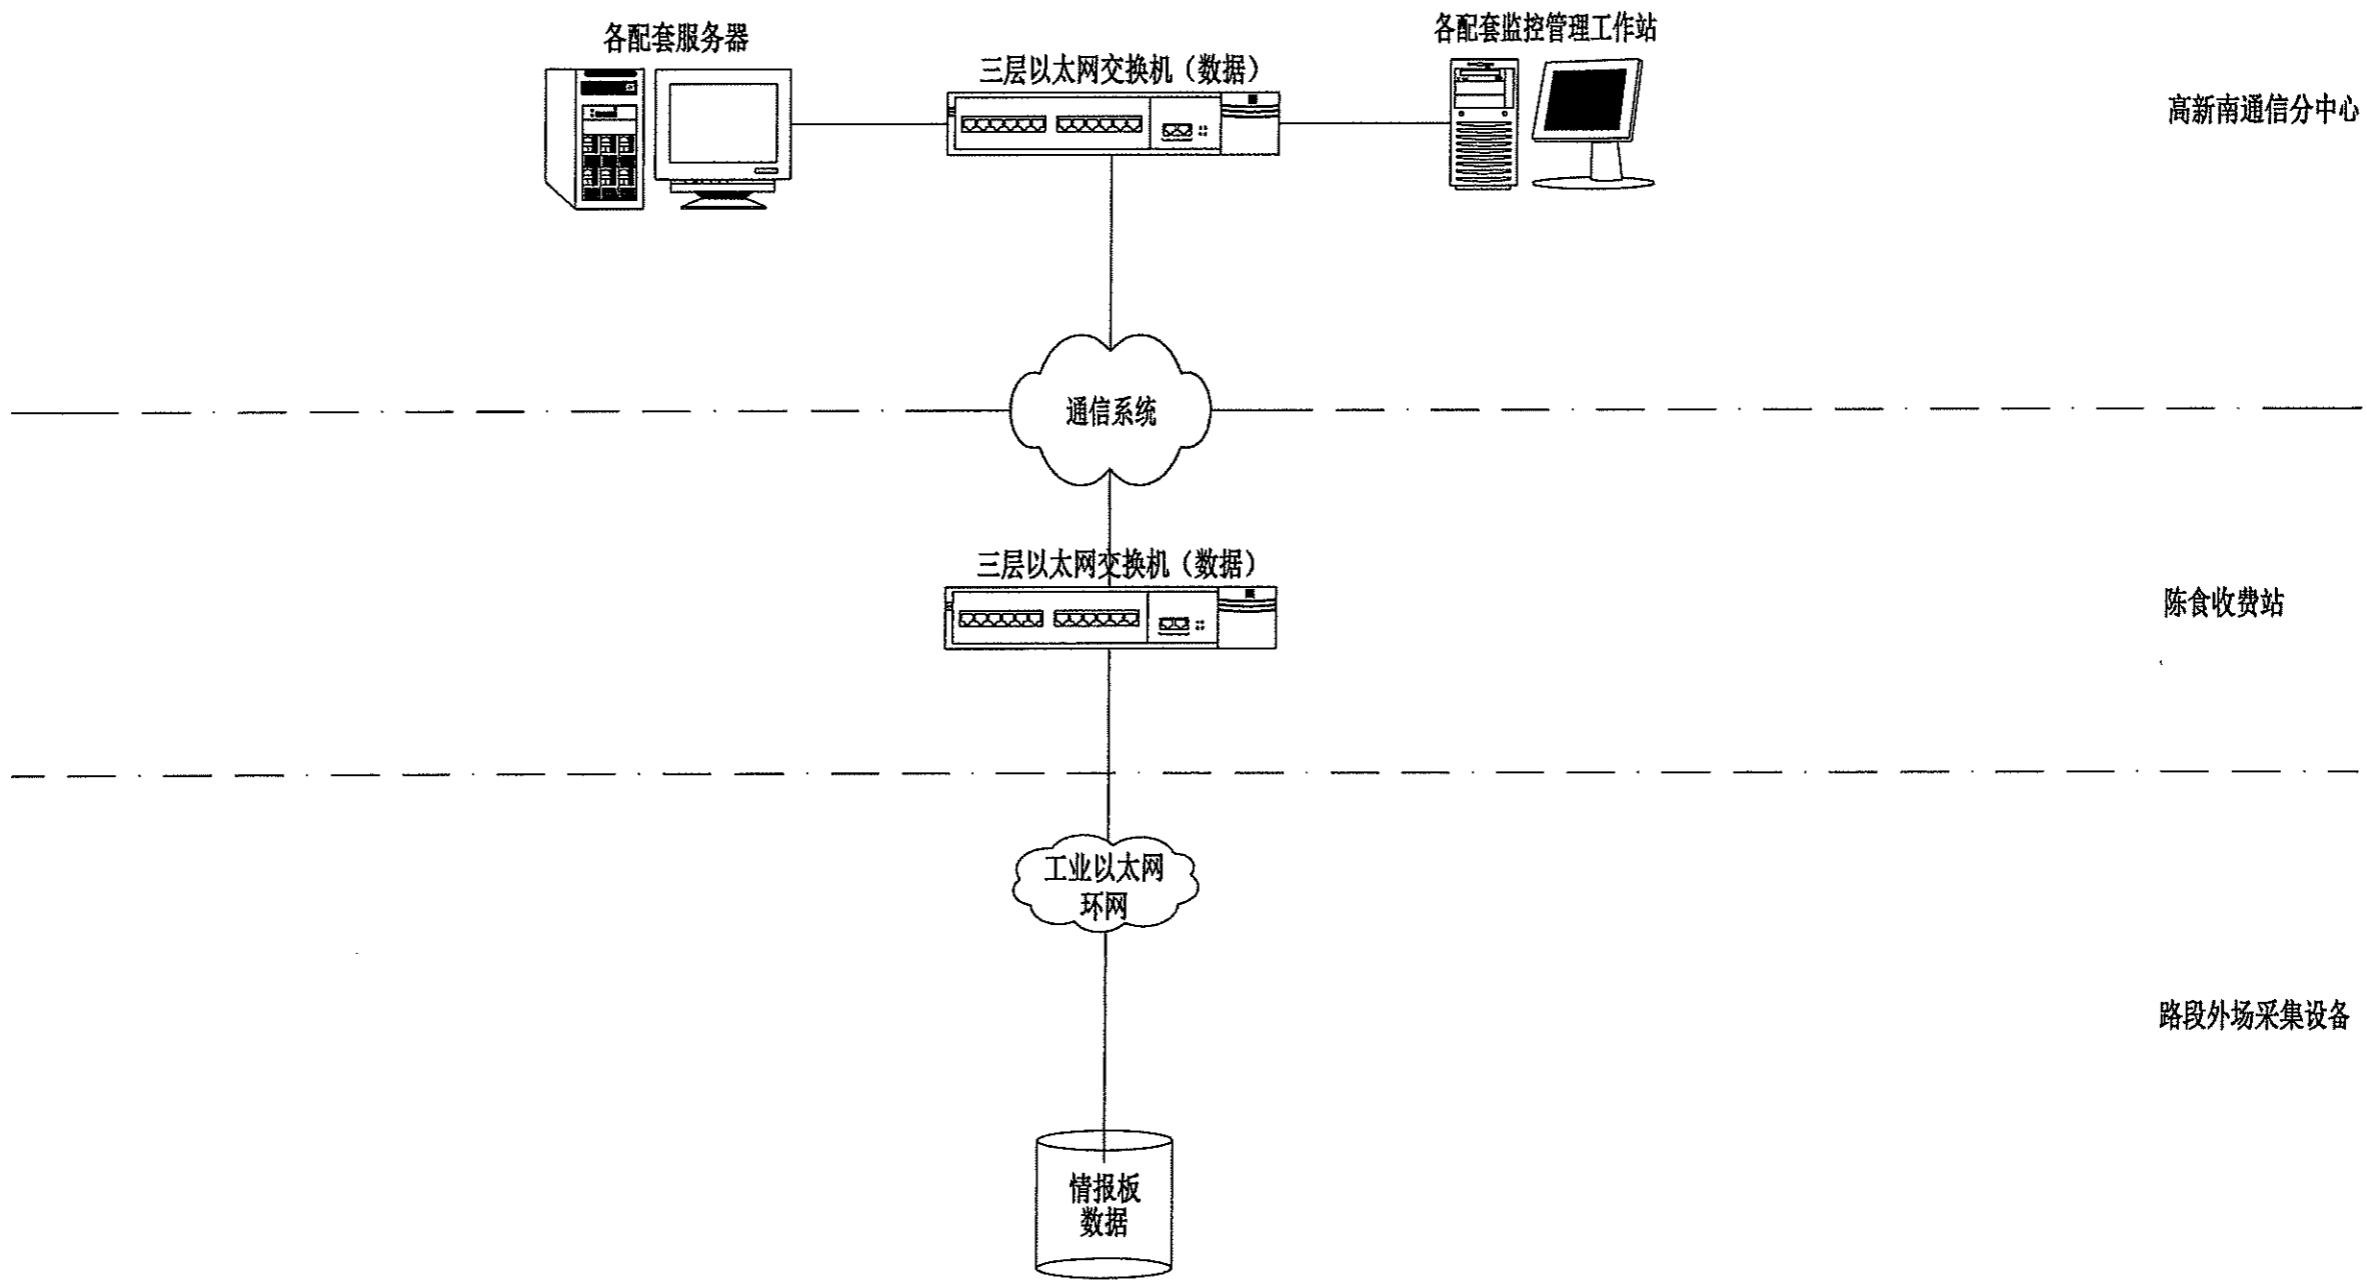 各配套服务器
三层以太网交换机（数据）
各配套监控管理工作站
高新南通信分中心
通信系统
三层以太网交换机（数据）
陈食收费站
工业以太网
环网
路段外场采集设备
情报板
数据